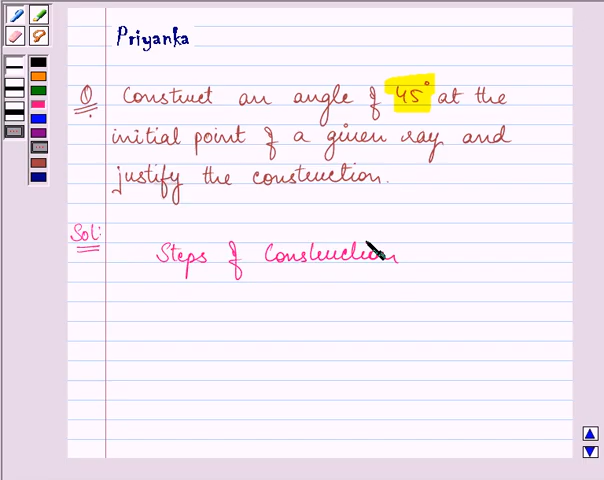 Priyanka
Q Construct an angle of 45° at the
initial point of a given ray and
justify the construction.
Sol:
Steps of Construction